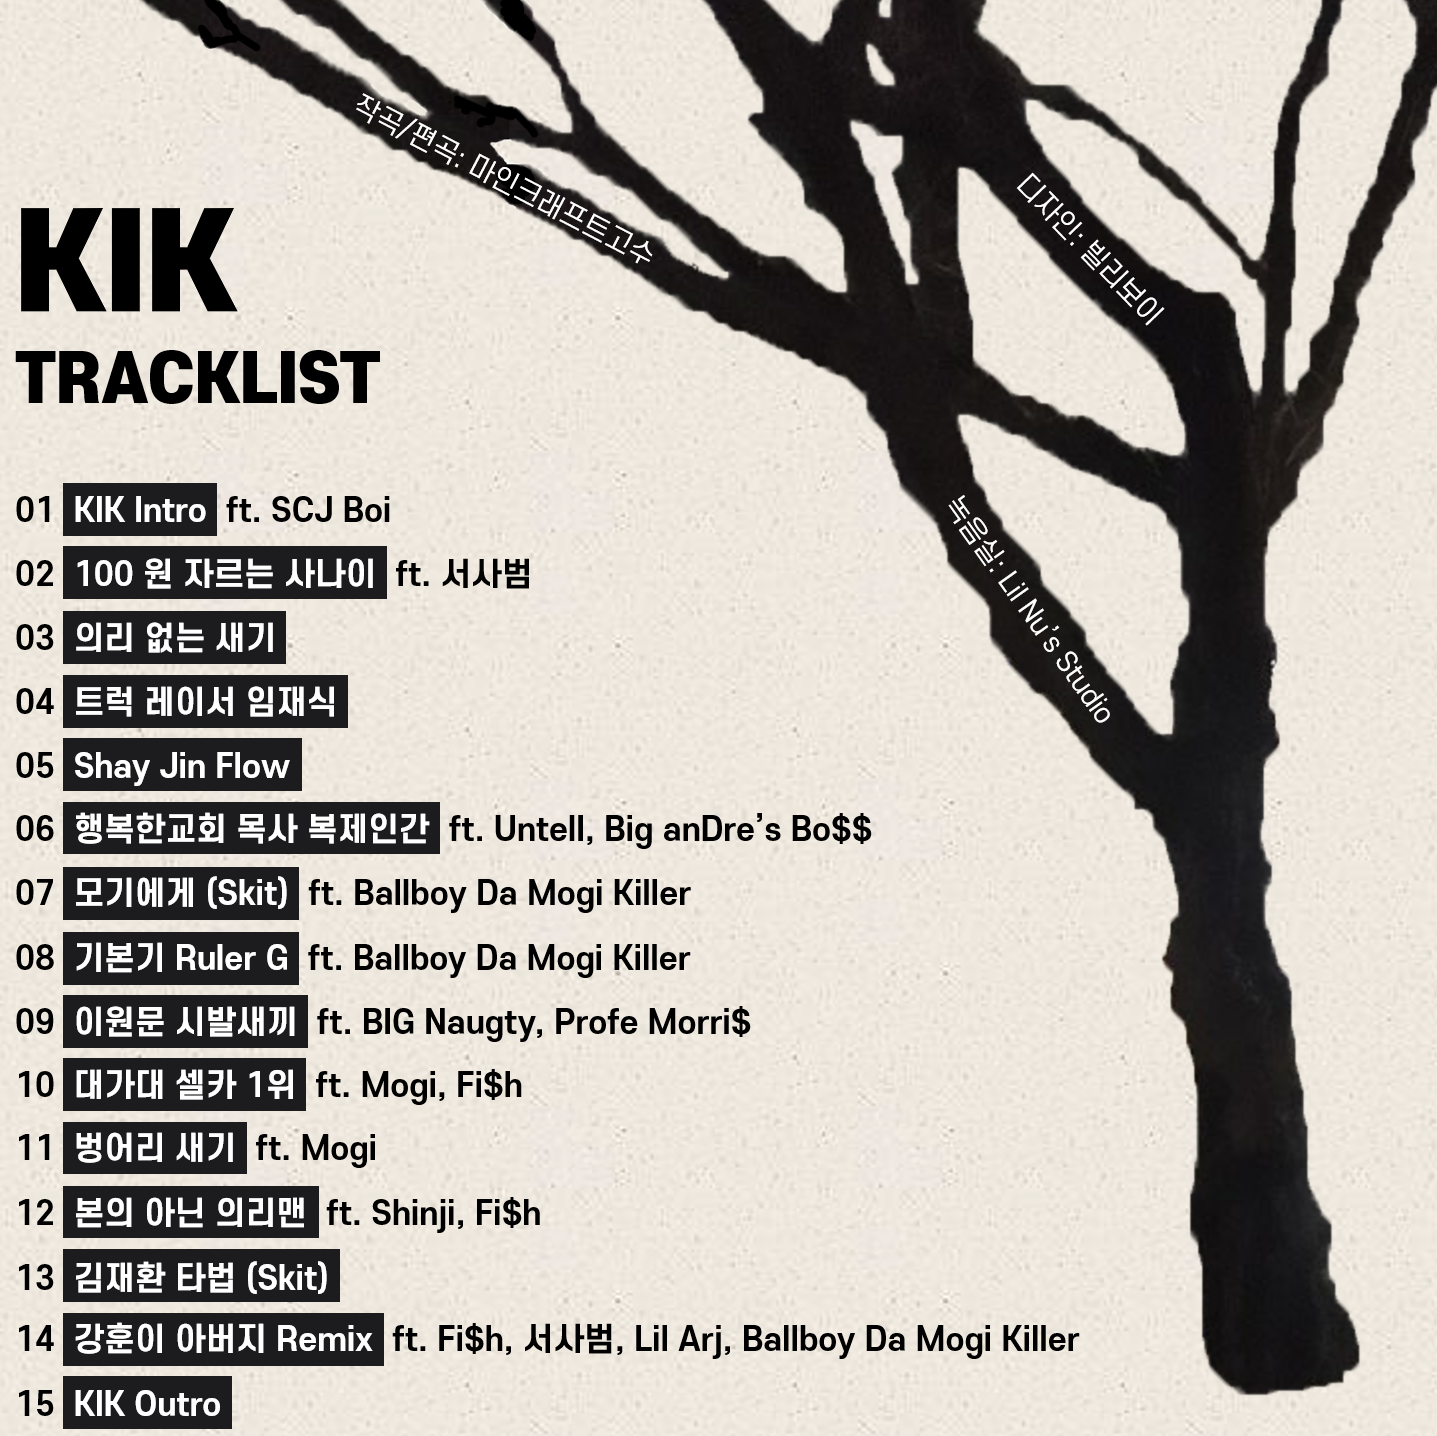 작곡/편곡: 마인크래프트고수
디자인: 빌리보이
KIK
TRACKLIST
녹음실: Lil Nu's Studio
01 KIK Intro ft. SCJ Boi
02 100 원 자르는 사나이 ft. 서사범
03 의리 없는 새기
04 트럭 레이서 임재식
05 Shay Jin Flow
06 행복한교회 목사 복제인간 ft. Untell, Big anDre's Bo$$
07 모기에게 (Skit) ft. Ballboy Da Mogi Killer
08 기본기 Ruler G ft. Ballboy Da Mogi Killer
09 이원문 시발새끼 ft. BIG Naugty, Profe Morri$
10 대가대 셀카 1위 ft. Mogi, Fi$h
11 벙어리 새기 ft. Mogi
12 본의 아닌 의리맨 ft. Shinji, Fi$h
13 김재환 타법 (Skit)
14 강훈이 아버지 Remix ft. Fi$h, 서사범, Lil Arj, Ballboy Da Mogi Killer
15 KIK Outro